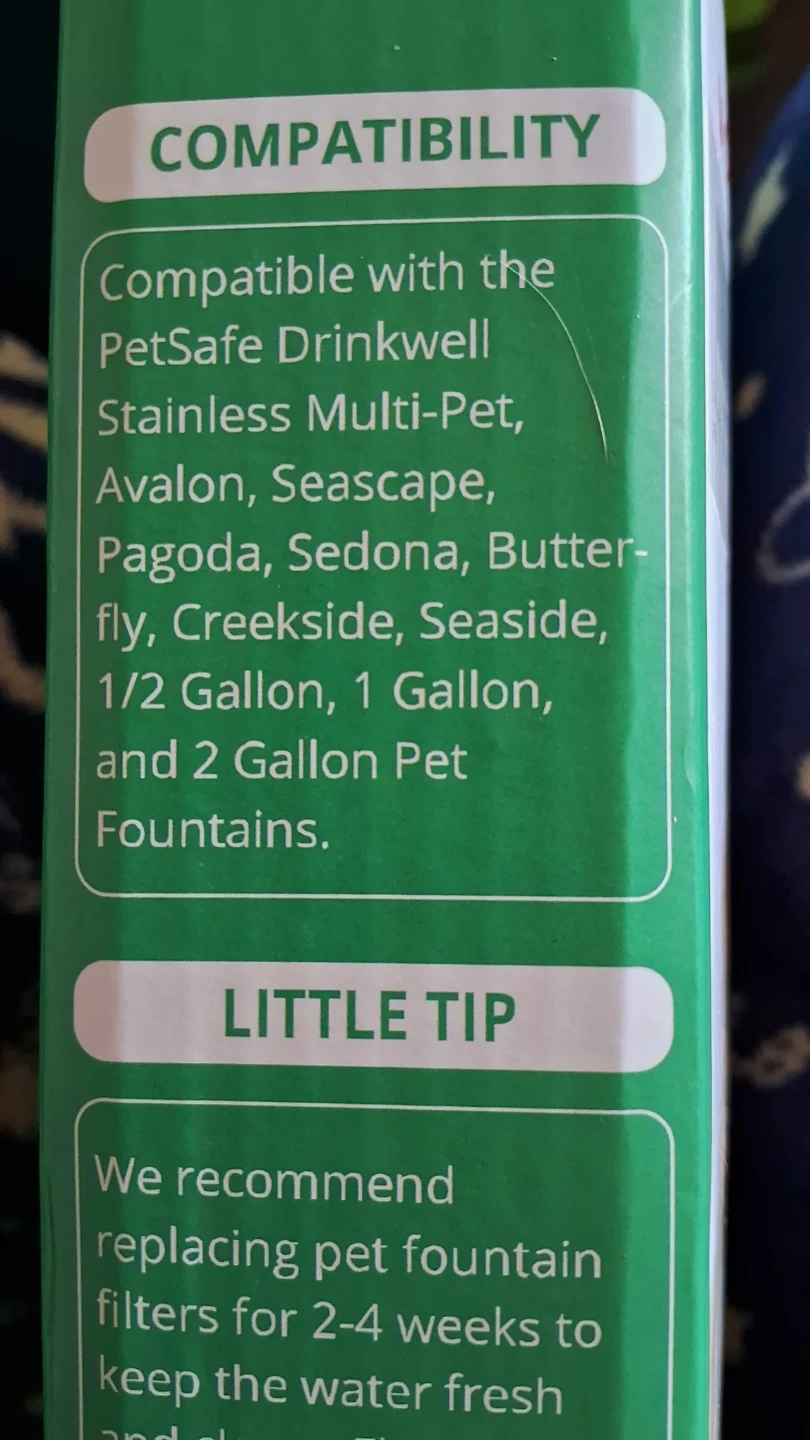 COMPATIBILITY
Compatible with the
PetSafe Drinkwell
Stainless Multi-Pet,
Avalon, Seascape,
Pagoda, Sedona, Butter-
fly, Creekside, Seaside,
1/2 Gallon, 1 Gallon,
and 2 Gallon Pet
Fountains.
LITTLE TIP
We recommend
replacing pet fountain
filters for 2-4 weeks to
keep the water fresh